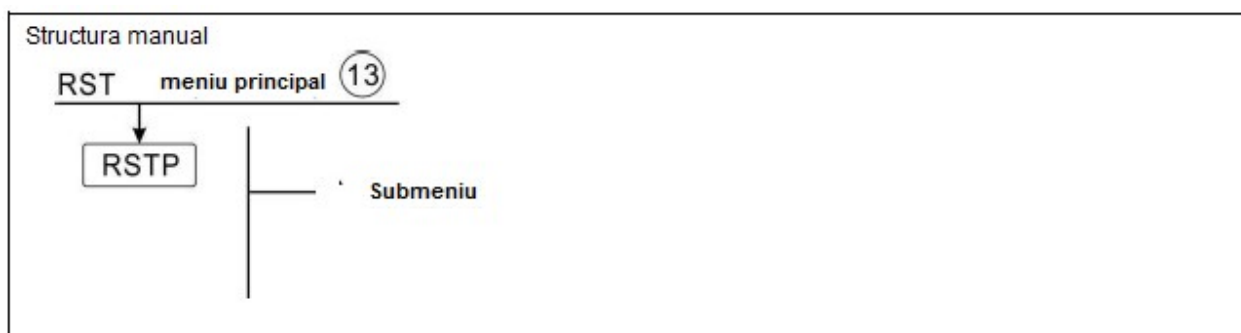 Structura manual
RST meniu principal 13
RSTP
Submeniu